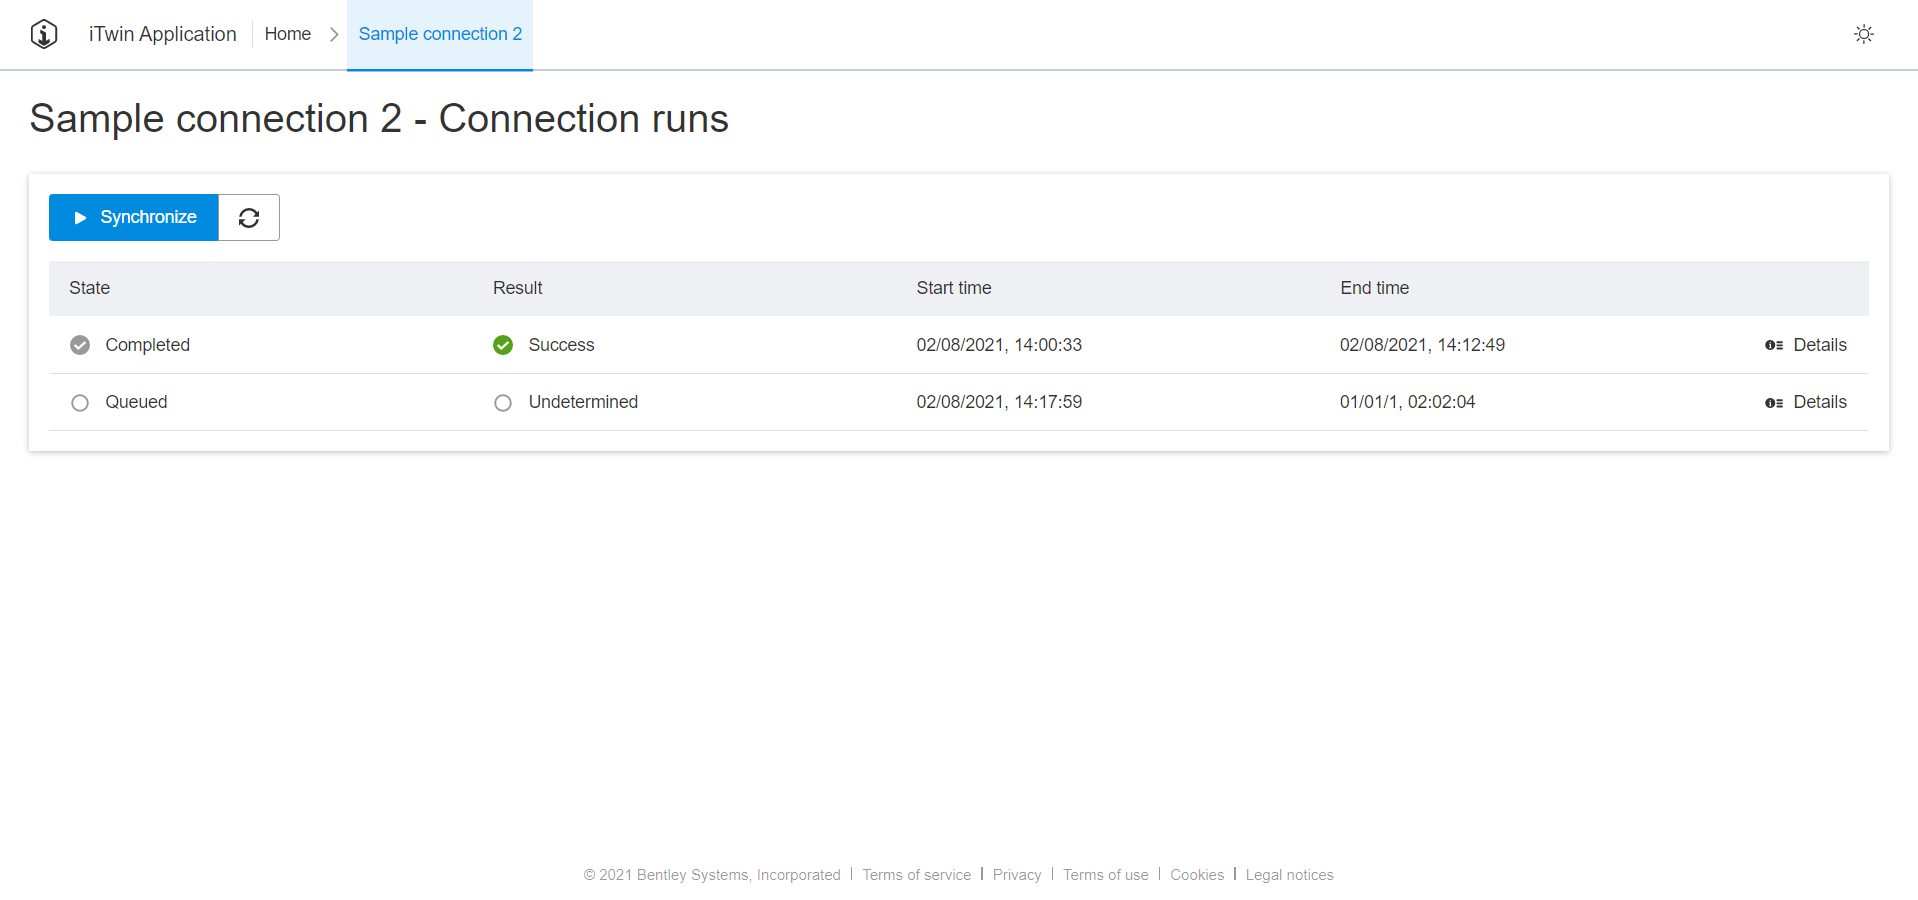 iTwin Application Home Sample connection 2
Sample connection 2 - Connection runs
Synchronize
State Result Start time End time
Completed Success 02/08/2021, 14:00:33 02/08/2021, 14:12:49 Details
Queued Undetermined 02/08/2021, 14:17:59 01/01/1, 02:02:04 Details
© 2021 Bentley Systems, Incorporated | Terms of service | Privacy | Terms of use | Cookies | Legal notices